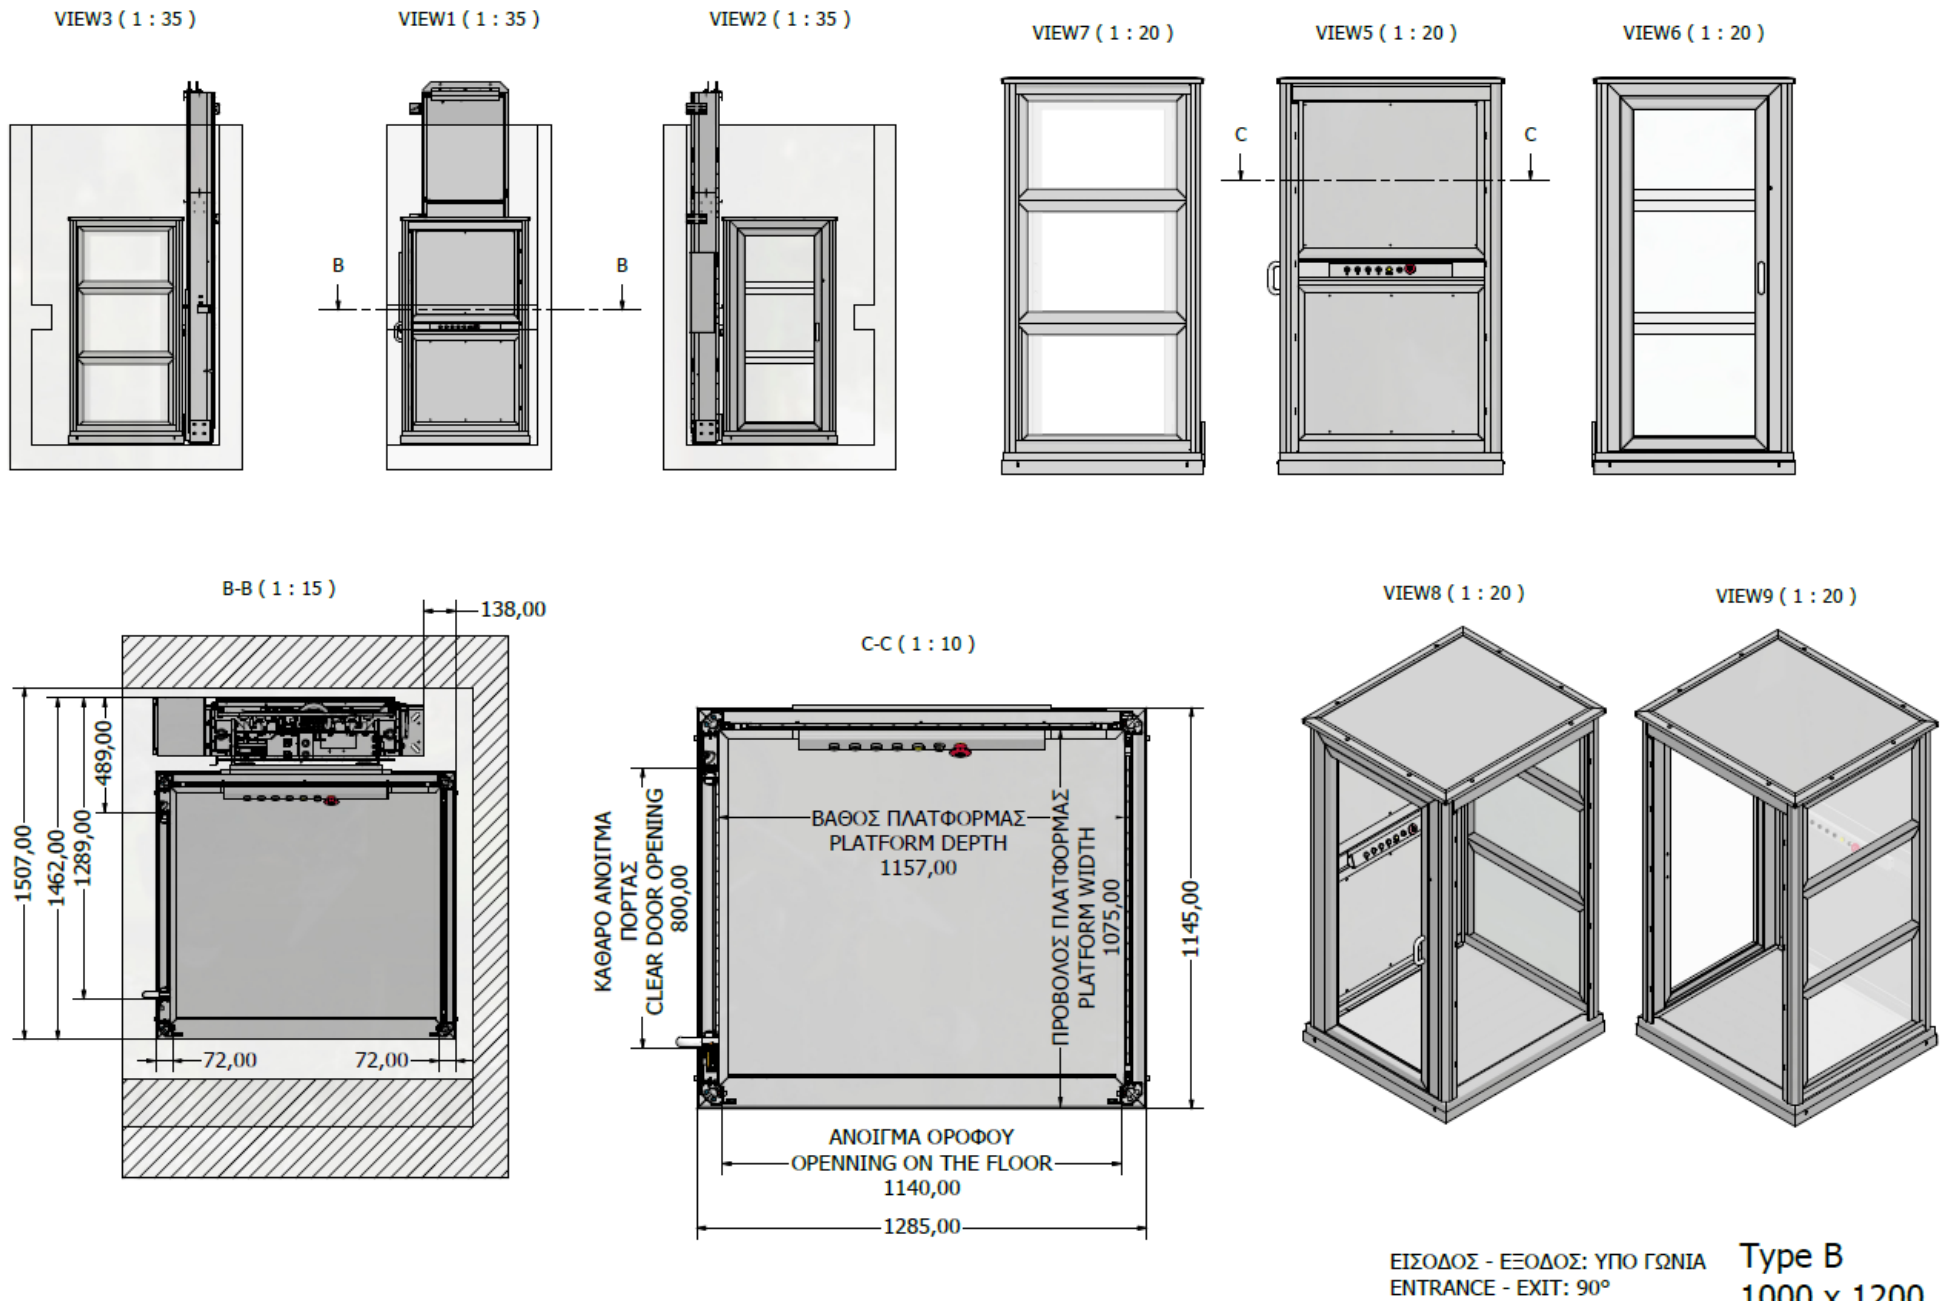 VIEW3 ( 1 : 35 )
VIEW1 ( 1 : 35 )
VIEW2 ( 1 : 35 )
VIEW7 ( 1 : 20 )
VIEW5 ( 1 : 20 )
VIEW6 ( 1 : 20 )
B
B
C
C
B-B ( 1 : 15 )
138,00
1507,00
1462,00
1289,00
489,00
72,00
72,00
C-C ( 1 : 10 )
ΚΑΘΑΡΟ ΑΝΟΙΓΜΑ
ΠΟΡΤΑΣ
CLEAR DOOR OPENING
800,00
ΒΑΘΟΣ ΠΛΑΤΦΟΡΜΑΣ
PLATFORM DEPTH
1157,00
ΠΡΟΒΟΛΟΣ ΠΛΑΤΦΟΡΜΑΣ
PLATFORM WIDTH
1075,00
1145,00
ΑΝΟΙΓΜΑ ΟΡΟΦΟΥ
OPENNING ON THE FLOOR
1140,00
1285,00
VIEW8 ( 1 : 20 )
VIEW9 ( 1 : 20 )
ΕΙΣΟΔΟΣ - ΕΞΟΔΟΣ: ΥΠΟ ΓΩΝΙΑ
ENTRANCE - EXIT: 90°
Type B
1000 x 1200